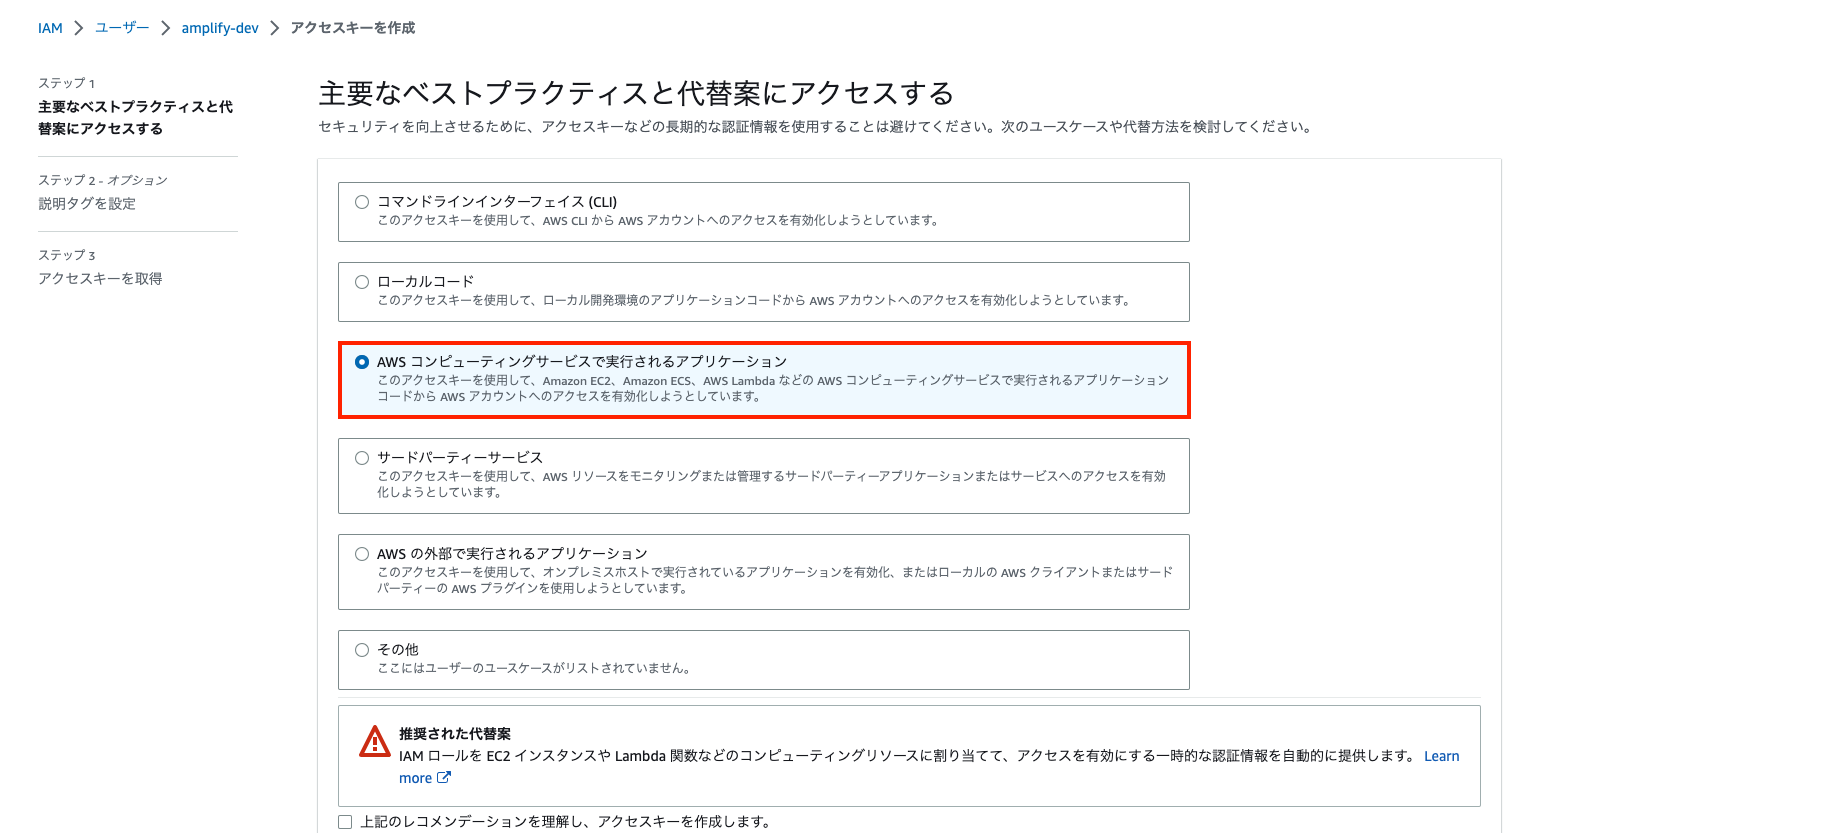 IAM ユーザー amplify-dev アクセスキーを作成
ステップ 1
主要なベストプラクティスと代
替案にアクセスする
ステップ 2 - オプション
説明タグを設定
ステップ 3
アクセスキーを取得
主要なベストプラクティスと代替案にアクセスする
セキュリティを向上させるために、アクセスキーなどの長期的な認証情報を使用することは避けてください。次のユースケースや代替方法を検討してください。
コマンドラインインターフェイス (CLI)
このアクセスキーを使用して、AWS CLI から AWS アカウントへのアクセスを有効化しようとしています。
ローカルコード
このアクセスキーを使用して、ローカル開発環境のアプリケーションコードから AWS アカウントへのアクセスを有効化しようとしています。
AWS コンピューティングサービスで実行されるアプリケーション
このアクセスキーを使用して、Amazon EC2、Amazon ECS、AWS Lambda などの AWS コンピューティングサービスで実行されるアプリケーション
コードから AWS アカウントへのアクセスを有効化しようとしています。
サードパーティーサービス
このアクセスキーを使用して、AWS リソースをモニタリングまたは管理するサードパーティーアプリケーションまたはサービスへのアクセスを有効
化しようとしています。
AWS の外部で実行されるアプリケーション
このアクセスキーを使用して、オンプレミスホストで実行されているアプリケーションを有効化、またはローカルの AWS クライアントまたはサード
パーティーの AWS プラグインを使用しようとしています。
その他
ここにはユーザーのユースケースがリストされていません。
推奨された代替案
IAM ロールを EC2 インスタンスや Lambda 関数などのコンピューティングリソースに割り当てて、アクセスを有効にする一時的な認証情報を自動的に提供します。 Learn
more
上記のレコメンデーションを理解し、アクセスキーを作成します。